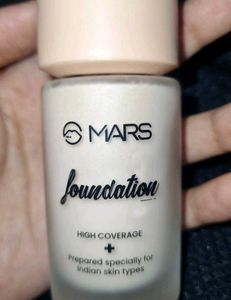 MARS
foundation
HIGH COVERAGE
+
Prepared specially for
Indian skin types